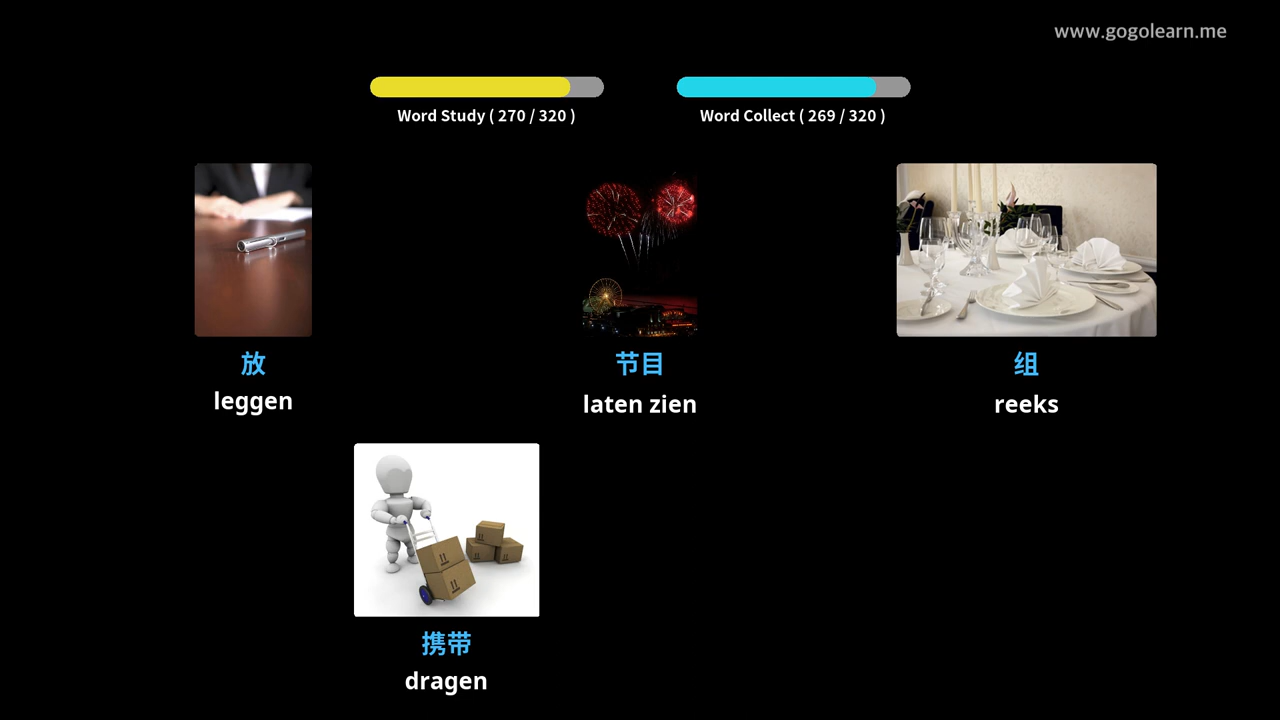 www.gogolearn.me
Word Study ( 270 / 320 )
Word Collect ( 269 / 320 )
放
leggen
节目
laten zien
组
reeks
携带
dragen